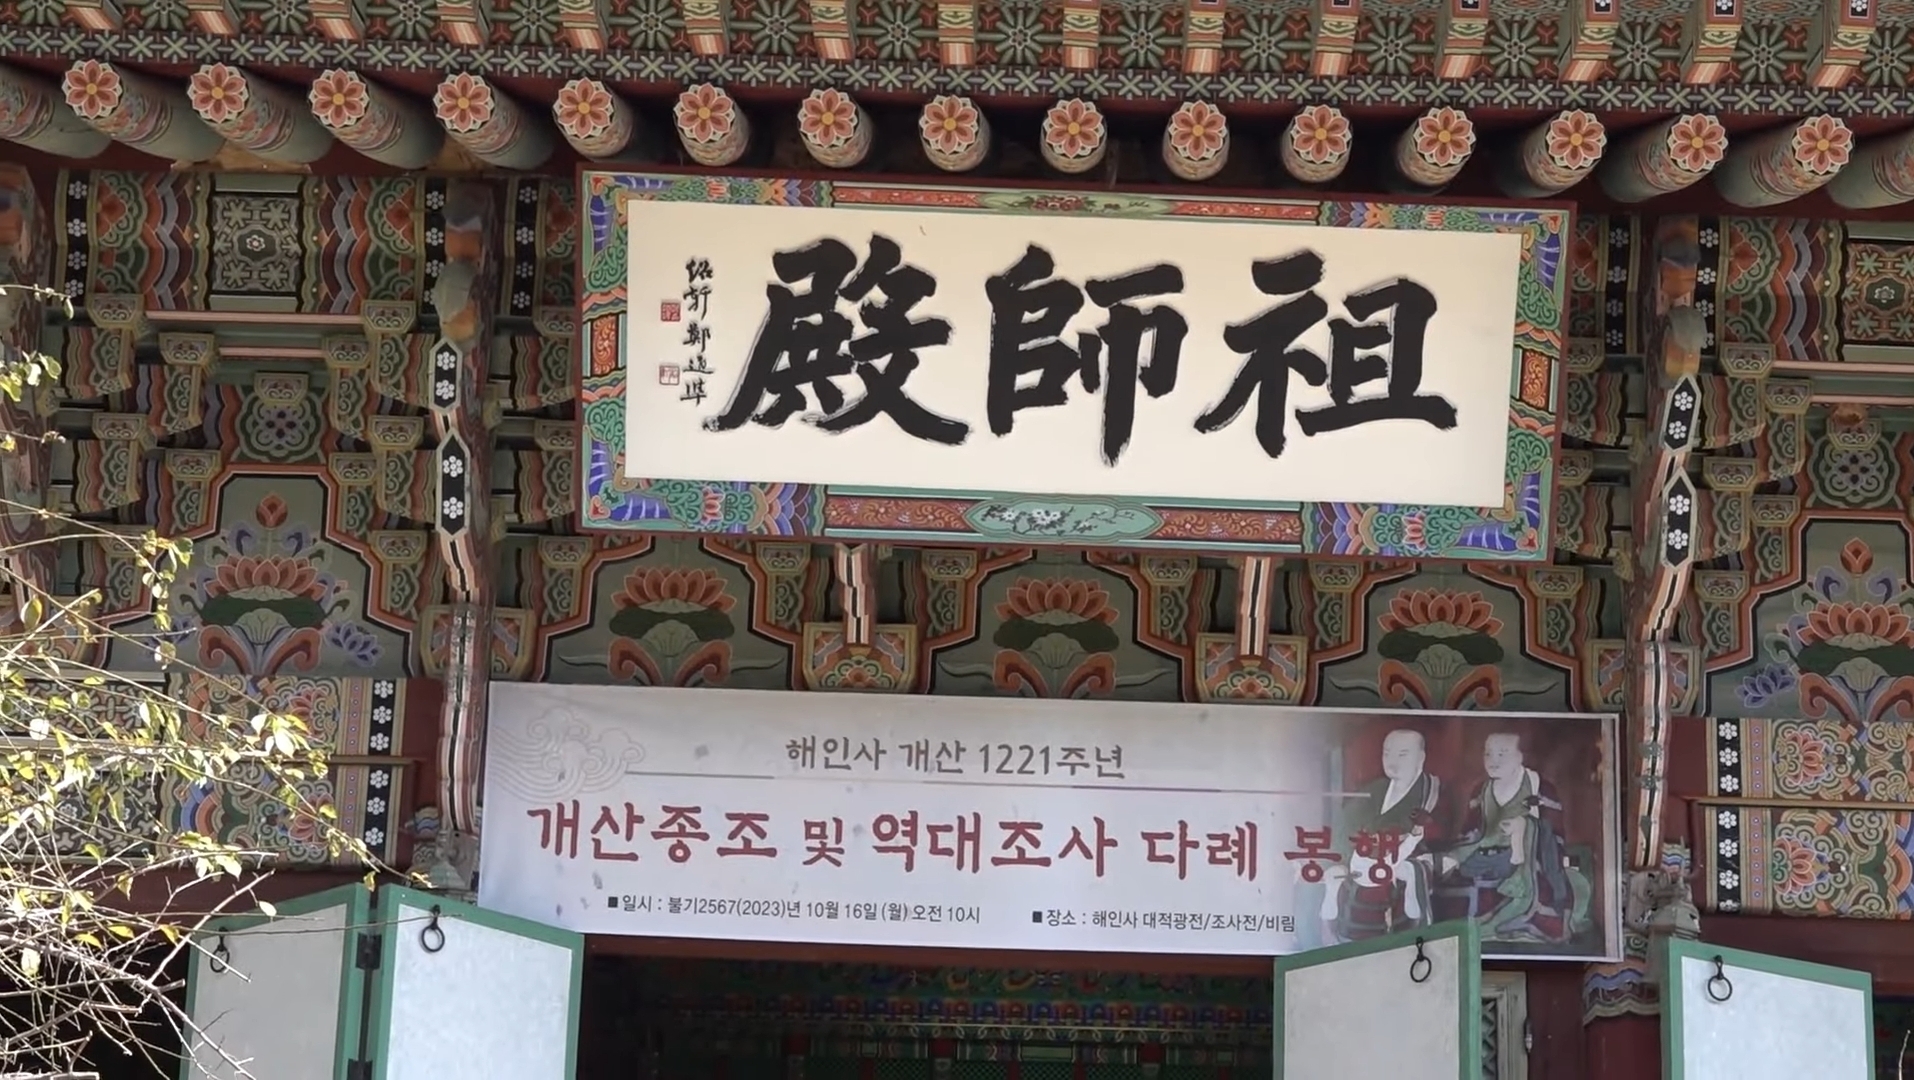 殿師祖
鄭道準
해인사 개산 1221주년
개산종조 및 역대조사 다례 봉행
■일시 : 불기2567(2023)년 10월 16일 (월) 오전 10시
■장소 : 해인사 대적광전/조사전/비림